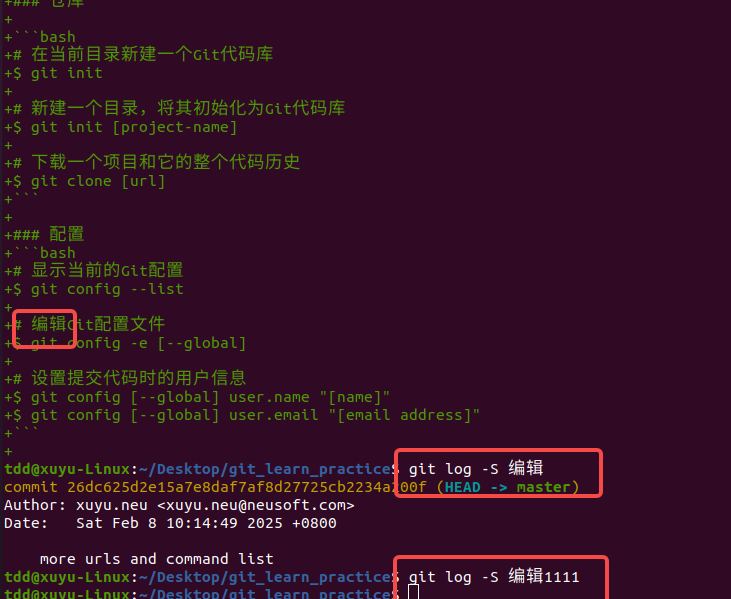 +### 仓库
+
+```bash
+# 在当前目录新建一个Git代码库
+$ git init
+
+# 新建一个目录，将其初始化为Git代码库
+$ git init [project-name]
+
+# 下载一个项目和它的整个代码历史
+$ git clone [url]
+```
+
+### 配置
+```bash
+# 显示当前的Git配置
+$ git config --list
+
+# 编辑Git配置文件
+$ git config -e [--global]
+
+# 设置提交代码时的用户信息
+$ git config [--global] user.name "[name]"
+$ git config [--global] user.email "[email address]"
+```
+
tdd@xuyu-Linux:~/Desktop/git_learn_practice$ git log -S 编辑
commit 26dc625d2e15a7e8daf7af8d27725cb2234a200f (HEAD -> master)
Author: xuyu.neu <xuyu.neu@neusoft.com>
Date:   Sat Feb 8 10:14:49 2025 +0800

    more urls and command list
tdd@xuyu-Linux:~/Desktop/git_learn_practice$ git log -S 编辑1111
tdd@xuyu-Linux:~/Desktop/git_learn_practice$